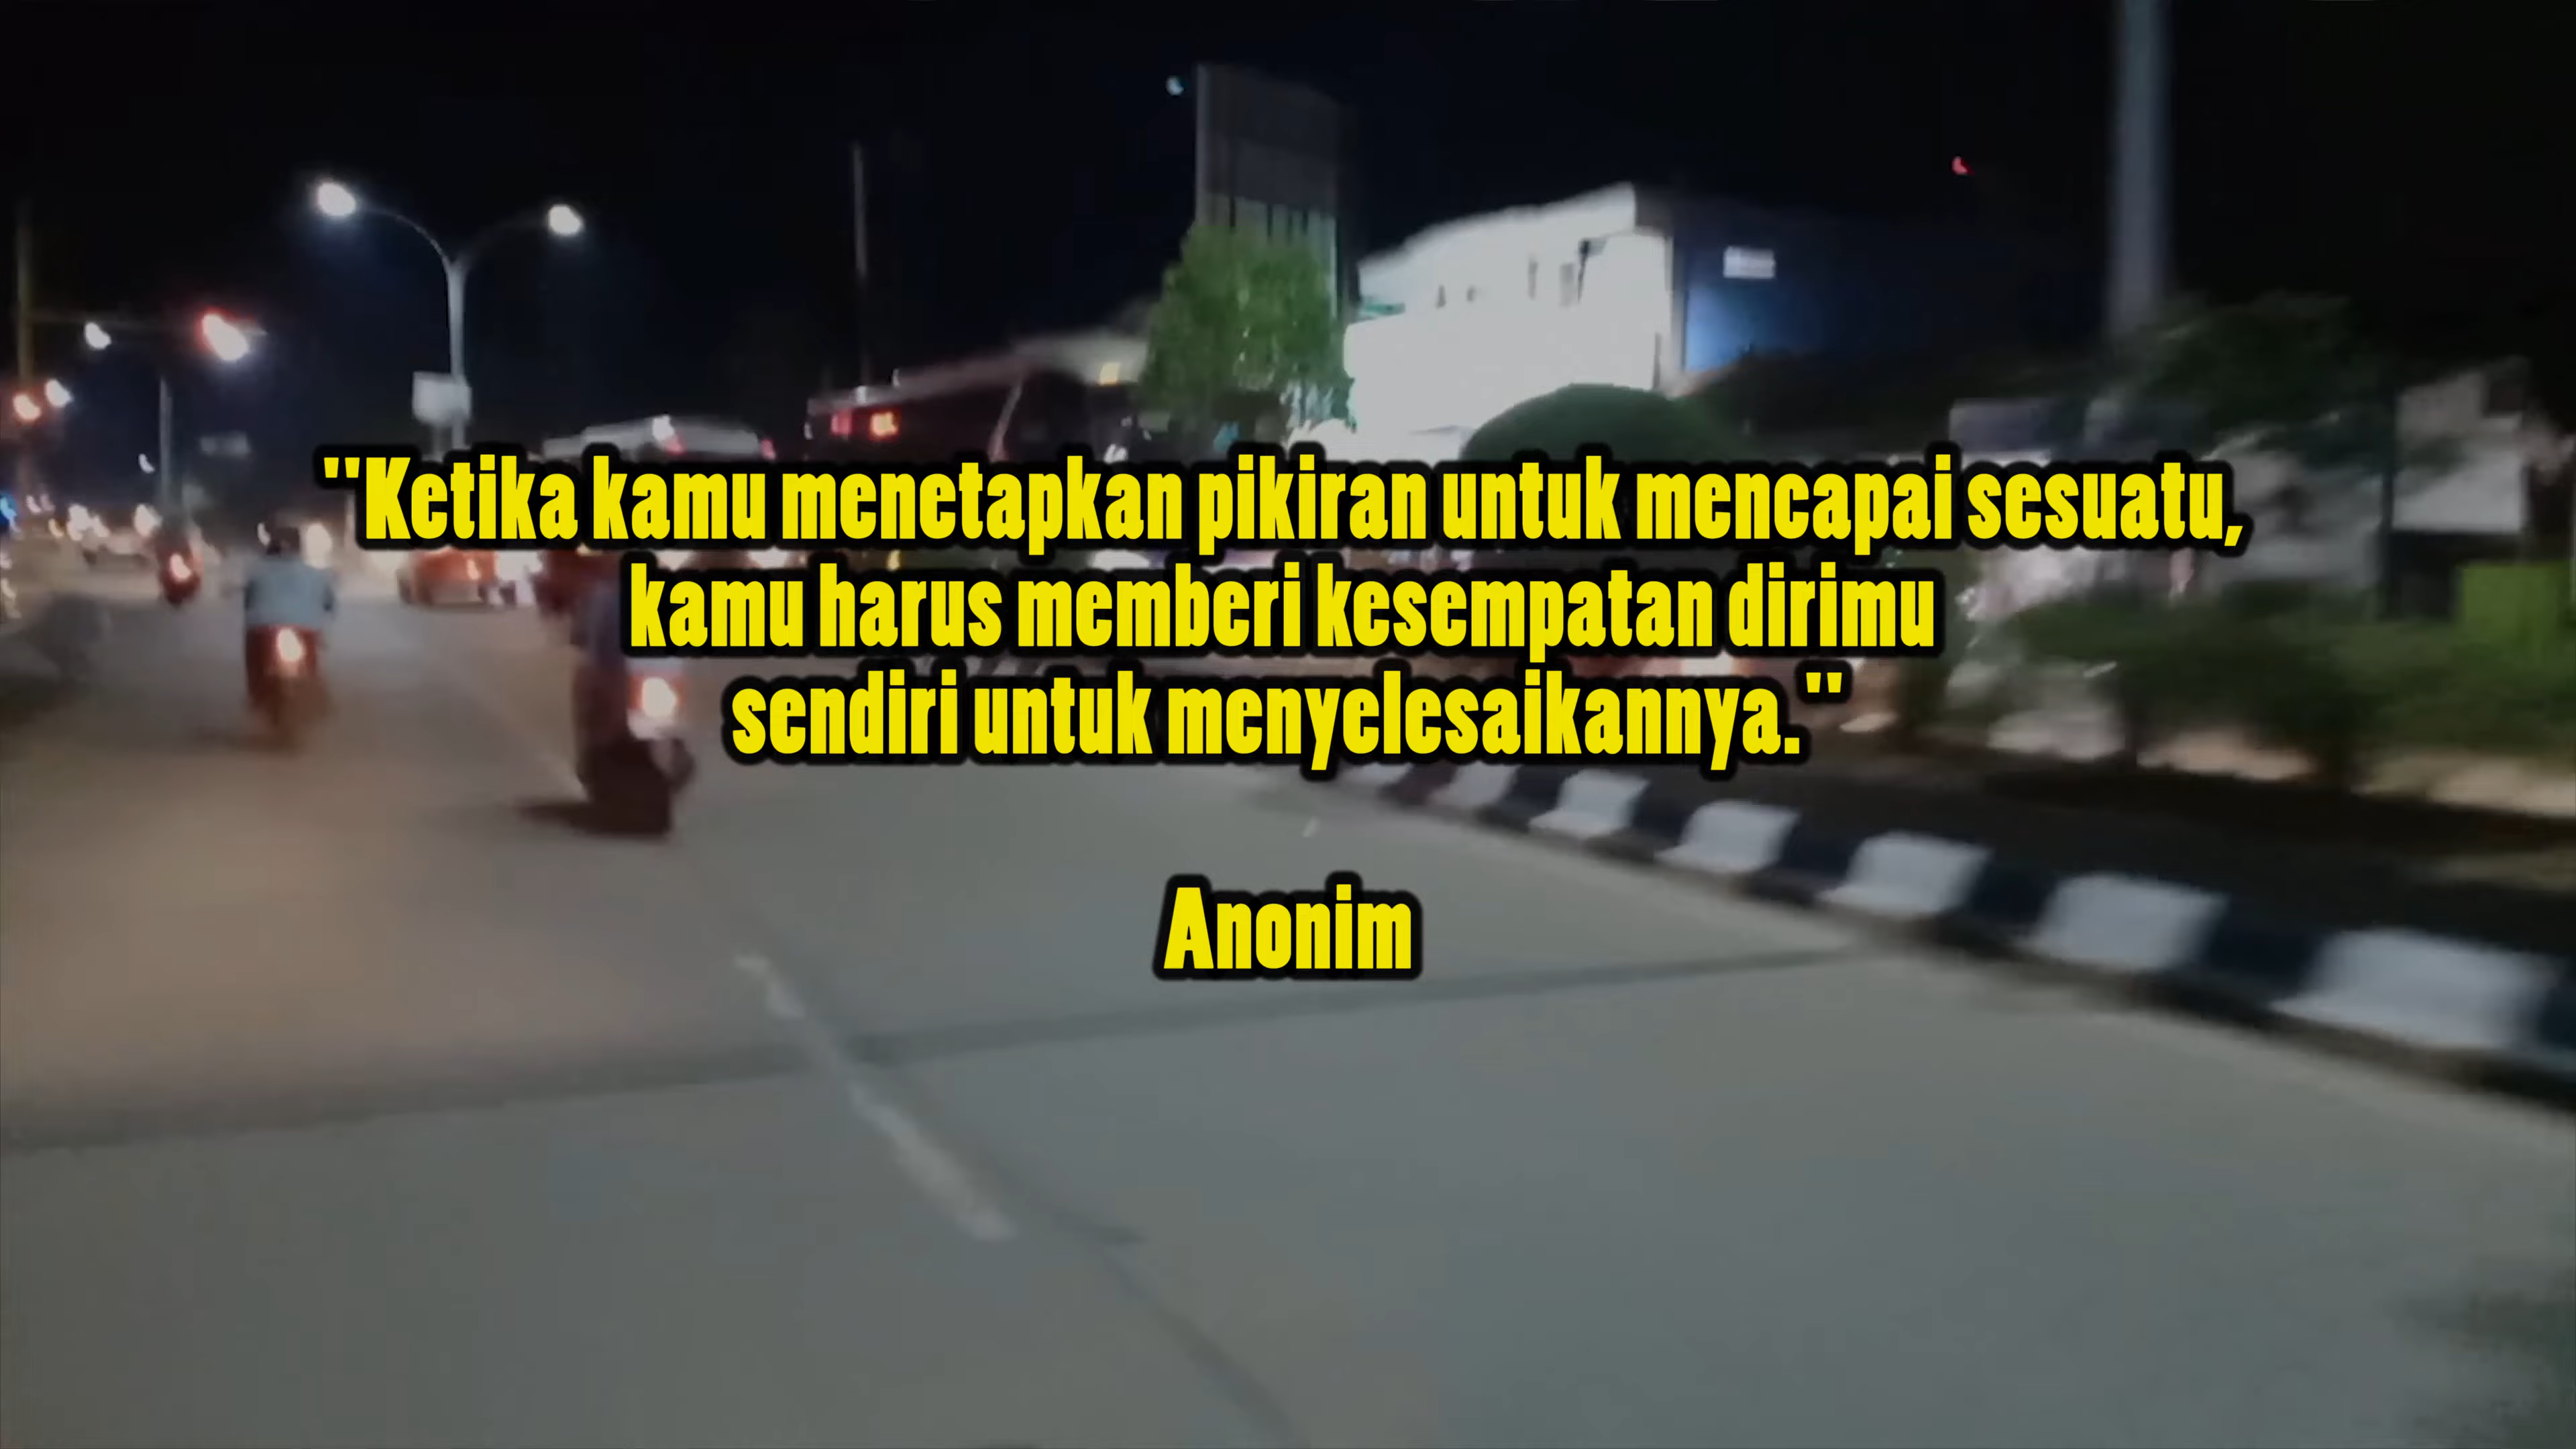 "Ketika kamu menetapkan pikiran untuk mencapai sesuatu,
kamu harus memberi kesempatan dirimu
sendiri untuk menyelesaikannya."
Anonim